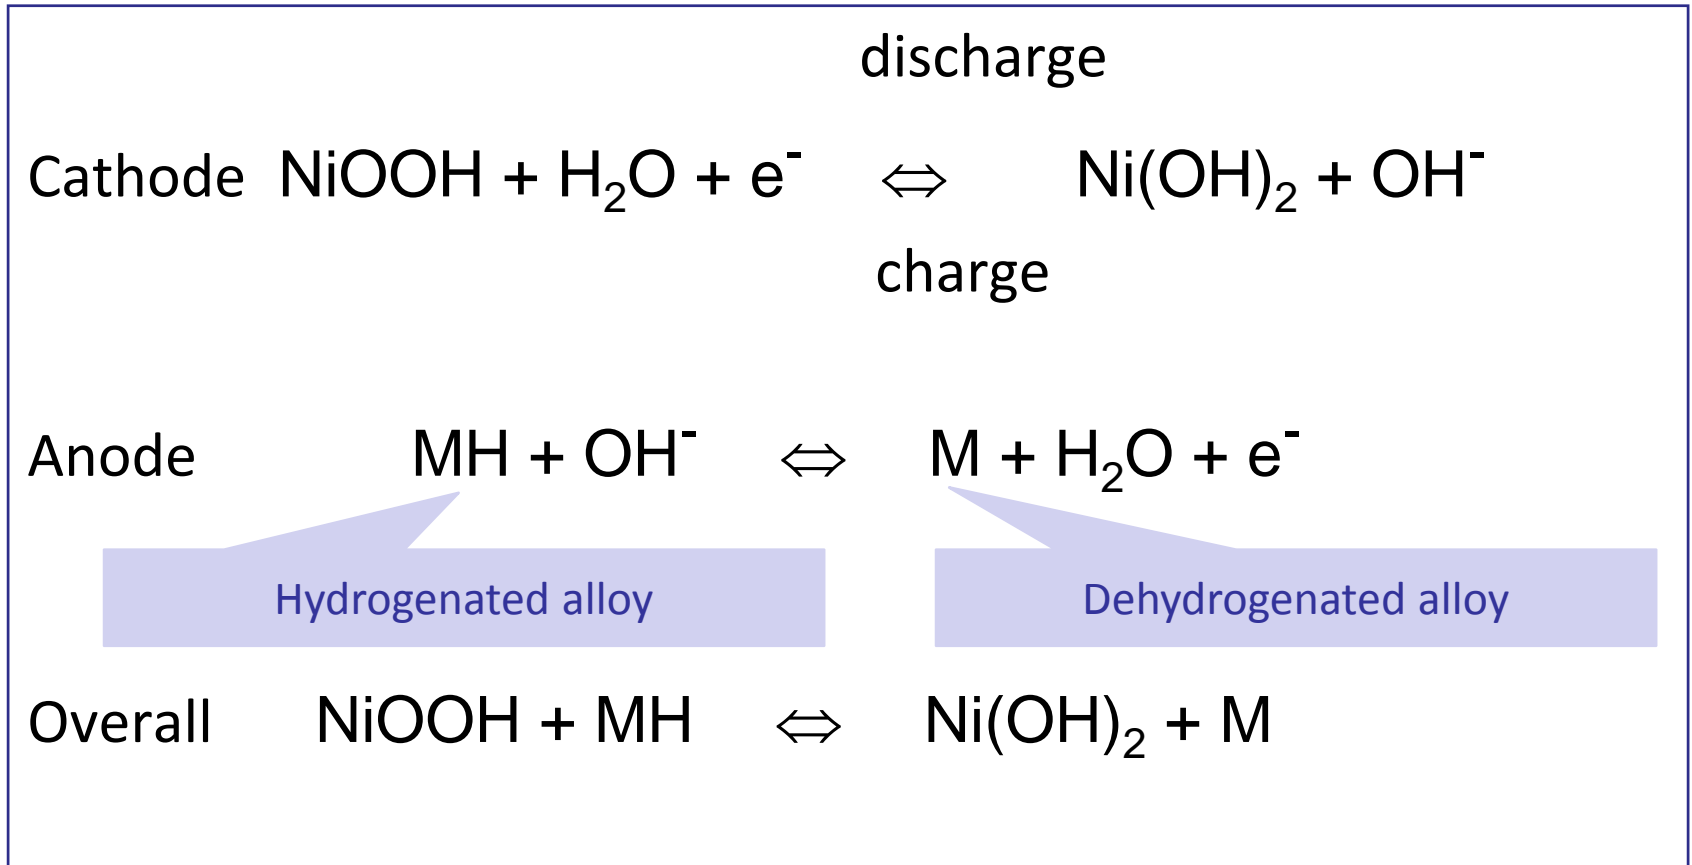 discharge
Cathode NiOOH + H₂O + e⁻ ⇔ Ni(OH)₂ + OH⁻
charge
Anode MH + OH⁻ ⇔ M + H₂O + e⁻
Hydrogenated alloy Dehydrogenated alloy
Overall NiOOH + MH ⇔ Ni(OH)₂ + M